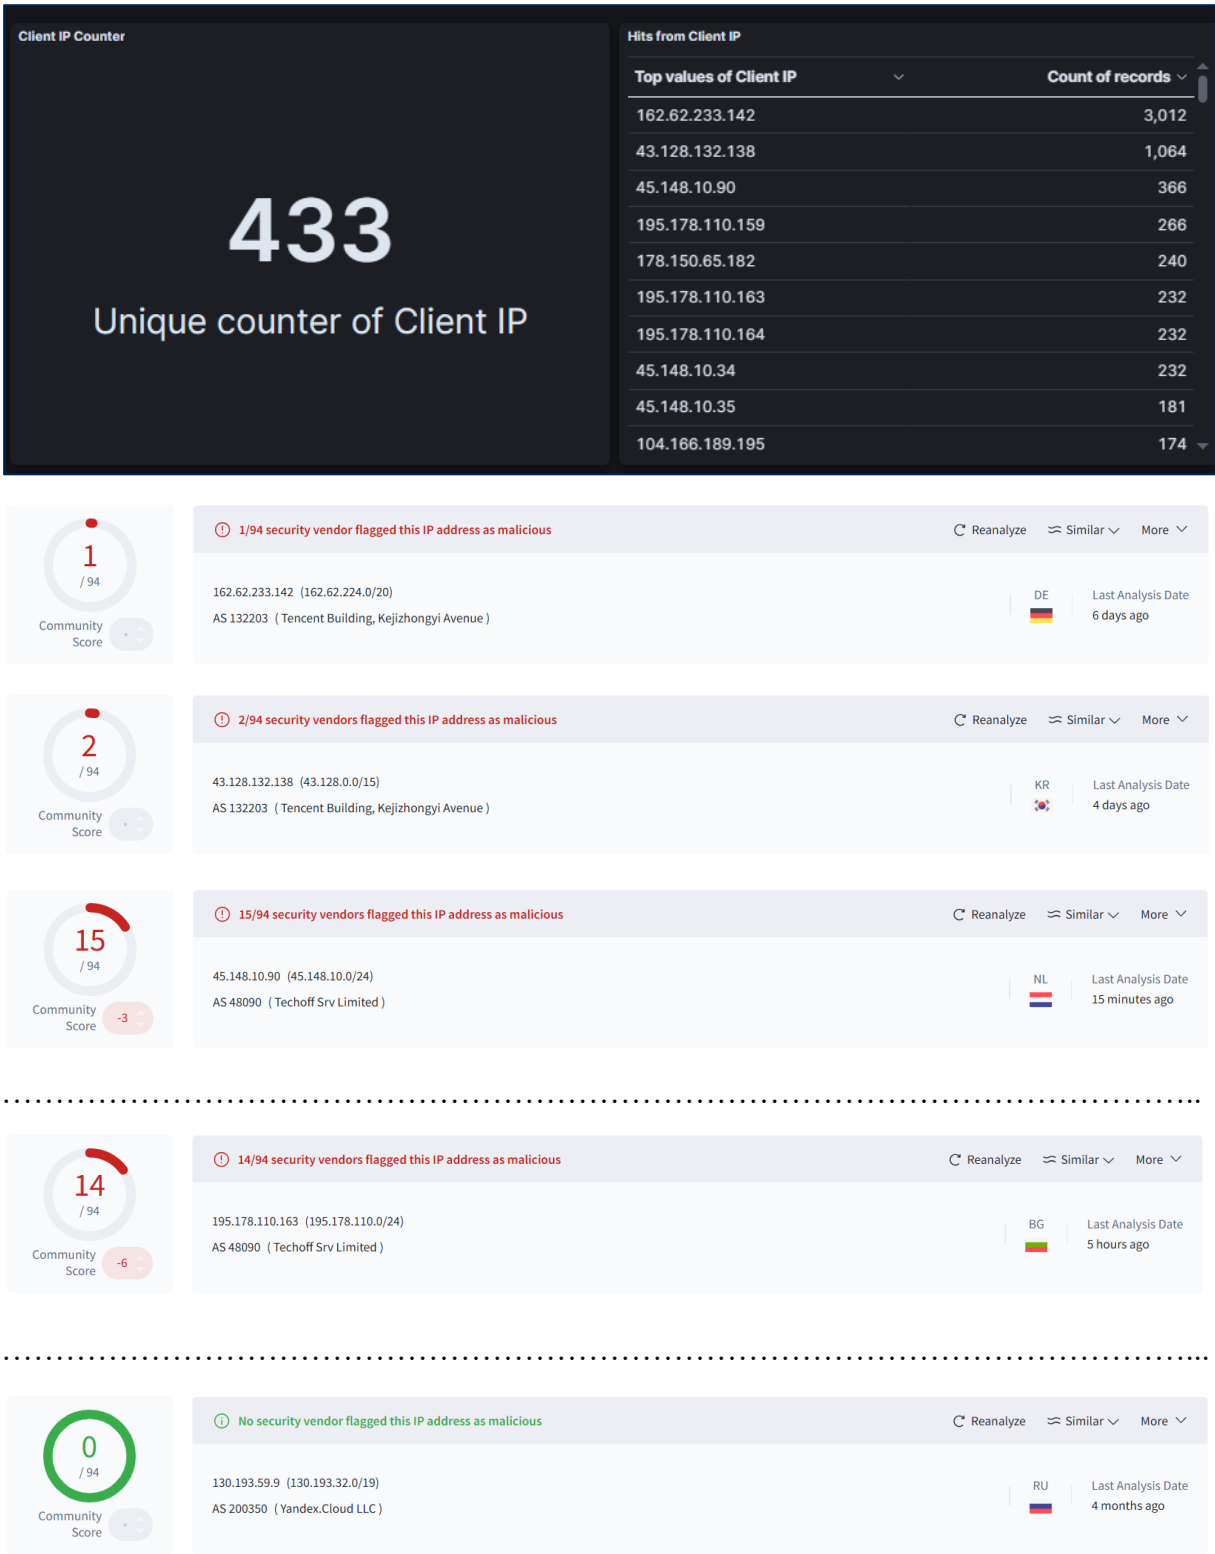 Client IP Counter
433
Unique counter of Client IP
Hits from Client IP
Top values of Client IP Count of records
162.62.233.142 3,012
43.128.132.138 1,064
45.148.10.90 366
195.178.110.159 266
178.150.65.182 240
195.178.110.163 232
195.178.110.164 232
45.148.10.34 232
45.148.10.35 181
104.166.189.195 174
1
/ 94
Community
Score
1/94 security vendor flagged this IP address as malicious
Reanalyze Similar More
162.62.233.142 (162.62.224.0/20)
AS 132203 ( Tencent Building, Kejizhongyi Avenue )
DE
Last Analysis Date
6 days ago
2
/ 94
Community
Score
2/94 security vendors flagged this IP address as malicious
Reanalyze Similar More
43.128.132.138 (43.128.0.0/15)
AS 132203 ( Tencent Building, Kejizhongyi Avenue )
KR
Last Analysis Date
4 days ago
15
/ 94
Community
Score
-3
15/94 security vendors flagged this IP address as malicious
Reanalyze Similar More
45.148.10.90 (45.148.10.0/24)
AS 48090 ( Techoff Srv Limited )
NL
Last Analysis Date
15 minutes ago
14
/ 94
Community
Score
-6
14/94 security vendors flagged this IP address as malicious
Reanalyze Similar More
195.178.110.163 (195.178.110.0/24)
AS 48090 ( Techoff Srv Limited )
BG
Last Analysis Date
5 hours ago
0
/ 94
Community
Score
No security vendor flagged this IP address as malicious
Reanalyze Similar More
130.193.59.9 (130.193.32.0/19)
AS 200350 ( Yandex.Cloud LLC )
RU
Last Analysis Date
4 months ago